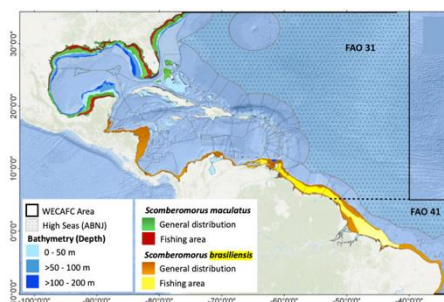 FAO 31
FAO 41
30°0'0"
20°0'0"
10°0'0"
0°0'0"
-100°0'0"
-90°0'0"
-80°0'0"
-70°0'0"
-60°0'0"
-50°0'0"
-40°0'0"
WECAFC Area
High Seas (ABNJ)
Bathymetry (Depth)
0 - 50 m
>50 - 100 m
>100 - 200 m
Scomberomorus maculatus
General distribution
Fishing area
Scomberomorus brasiliensis
General distribution
Fishing area